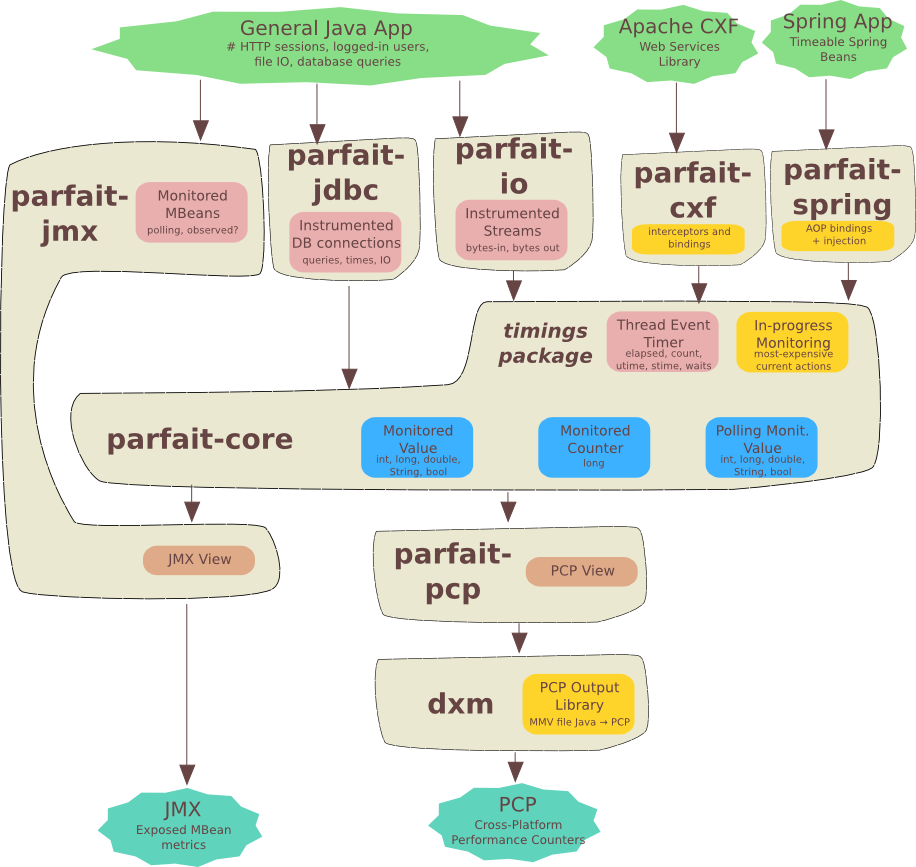 General Java App
# HTTP sessions, logged-in users,
file IO, database queries
Apache CXF
Web Services
Library
Spring App
Timeable Spring
Beans
parfait-
jmx
Monitored
MBeans
polling, observed?
parfait-
jdbc
Instrumented
DB connections
queries, times, IO
parfait-
io
Instrumented
Streams
bytes-in, bytes out
parfait-
cxf
interceptors and
bindings
parfait-
spring
AOP bindings
+ injection
timings
package
Thread Event
Timer
elapsed, count,
utime, stime, waits
In-progress
Monitoring
most-expensive
current actions
parfait-core
Monitored
Value
int, long, double,
String, bool
Monitored
Counter
long
Polling Monit.
Value
int, long, double,
String, bool
JMX View
parfait-
pcp
PCP View
dxm
PCP Output
Library
MMV file Java → PCP
JMX
Exposed MBean
metrics
PCP
Cross-Platform
Performance Counters